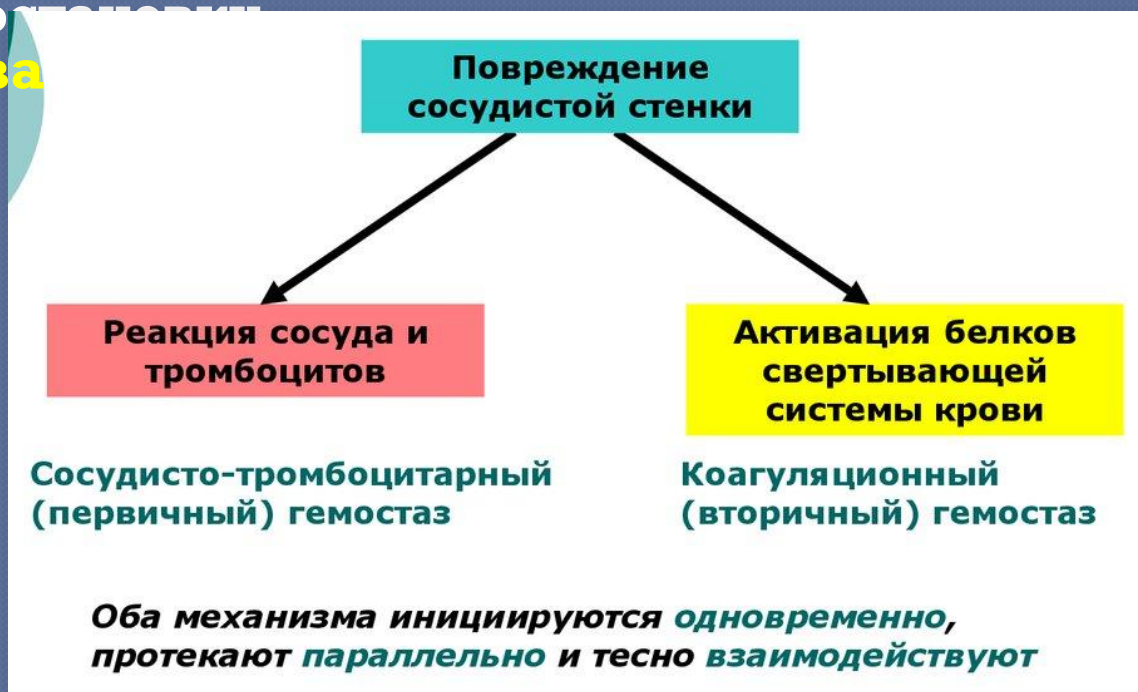 Повреждение
сосудистой стенки
Реакция сосуда и
тромбоцитов
Активация белков
свертывающей
системы крови
Сосудисто-тромбоцитарный
(первичный) гемостаз
Коагуляционный
(вторичный) гемостаз
Оба механизма инициируются одновременно,
протекают параллельно и тесно взаимодействуют